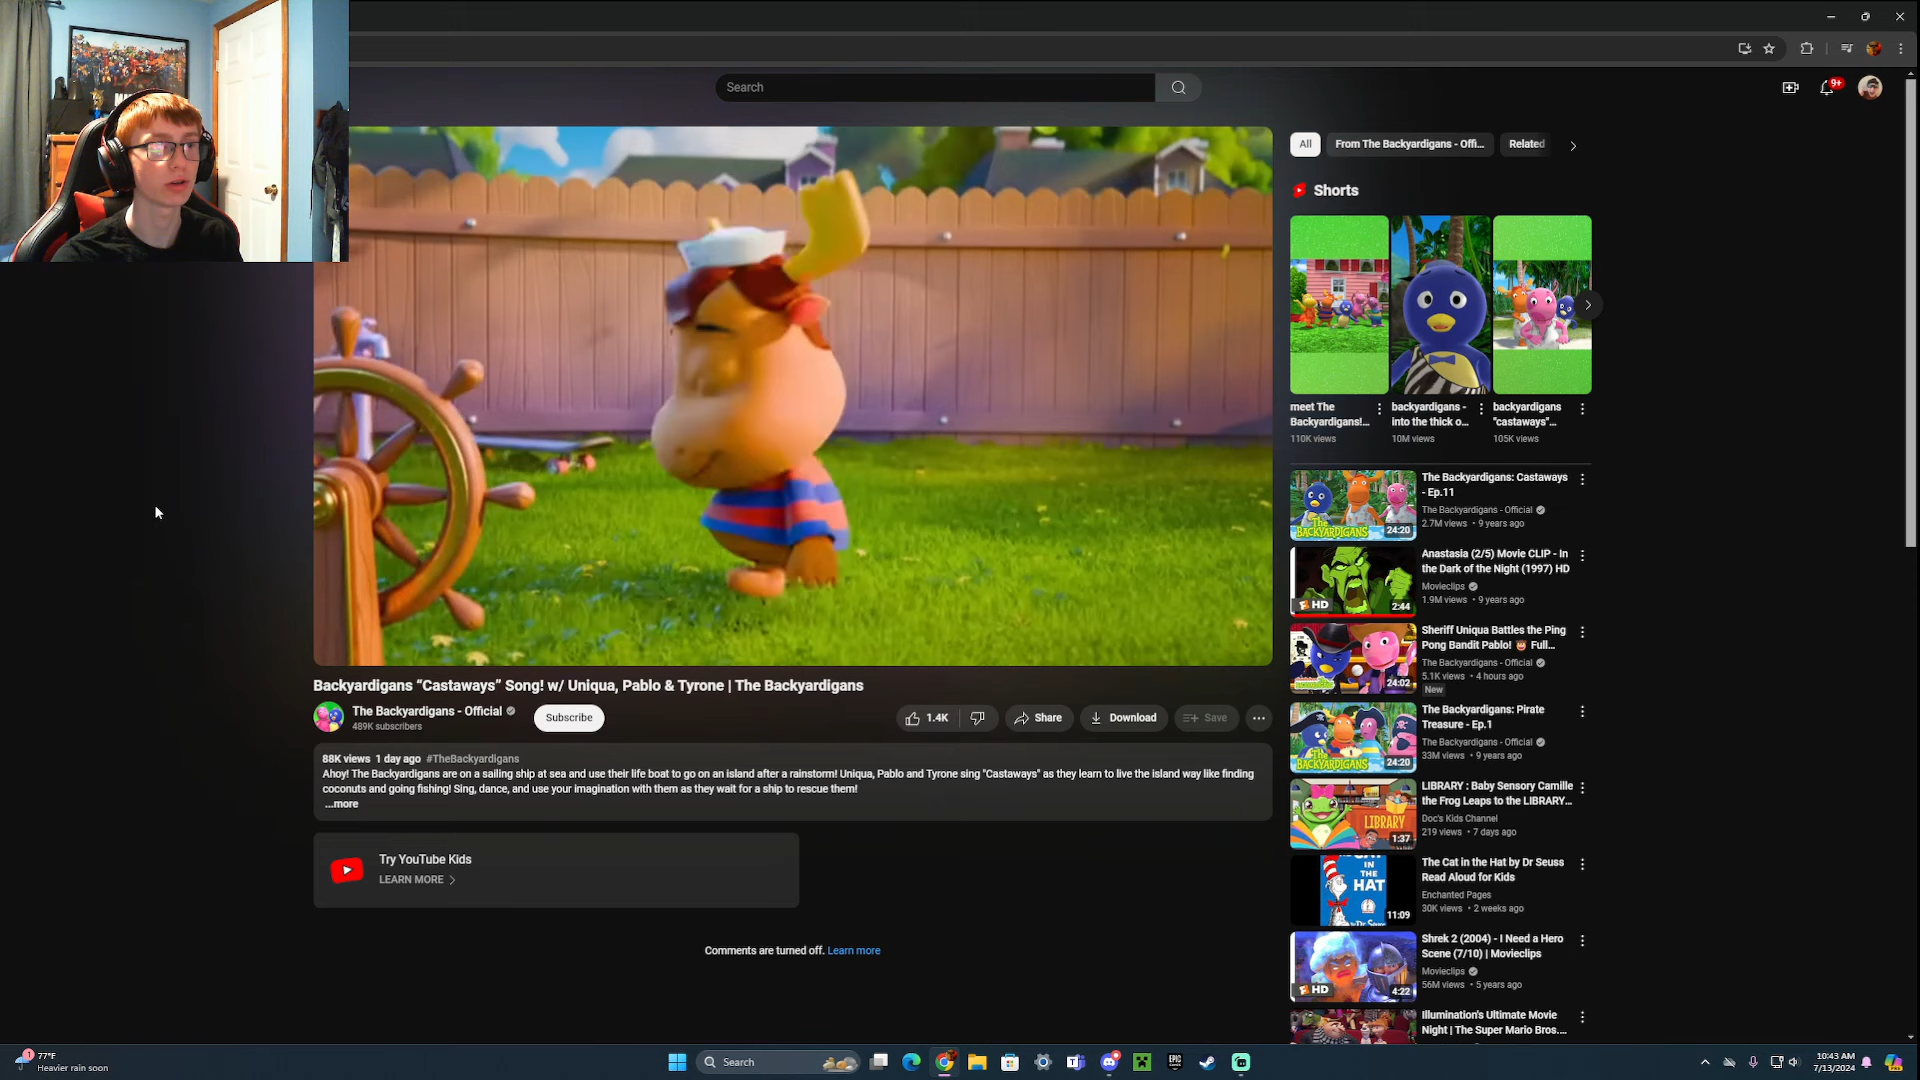 Search
All
From The Backyardigans - Offi...
Related
Shorts
meet The
Backyardigans!...
110K views
backyardigans -
into the thick o...
10M views
backyardigans
"castaways"...
105K views
The Backyardigans: Castaways
- Ep.11
The Backyardigans - Official
2.7M views • 9 years ago
The
BACKYARDIGANS
24:20
Anastasia (2/5) Movie CLIP - In
the Dark of the Night (1997) HD
Movieclips
1.9M views • 9 years ago
HD
2:44
Sheriff Uniqua Battles the Ping
Pong Bandit Pablo! 🤠 Full...
The Backyardigans - Official
5.1K views • 4 hours ago
New
24:02
The Backyardigans: Pirate
Treasure - Ep.1
The Backyardigans - Official
33M views • 9 years ago
The
BACKYARDIGANS
24:20
LIBRARY : Baby Sensory Camille
the Frog Leaps to the LIBRARY...
Doc's Kids Channel
219 views • 7 days ago
LIBRARY
1:37
The Cat in the Hat by Dr Seuss
Read Aloud for Kids
Enchanted Pages
30K views • 2 weeks ago
IN
THE
HAT
11:09
Shrek 2 (2004) - I Need a Hero
Scene (7/10) | Movieclips
Movieclips
56M views • 5 years ago
HD
4:22
Illumination's Ultimate Movie
Night | The Super Mario Bros....
Backyardigans “Castaways” Song! w/ Uniqua, Pablo & Tyrone | The Backyardigans
The Backyardigans - Official
489K subscribers
Subscribe
1.4K
Share
Download
Save
88K views 1 day ago #TheBackyardigans
Ahoy! The Backyardigans are on a sailing ship at sea and use their life boat to go on an island after a rainstorm! Uniqua, Pablo and Tyrone sing "Castaways" as they learn to live the island way like finding
coconuts and going fishing! Sing, dance, and use your imagination with them as they wait for a ship to rescue them!
...more
Try YouTube Kids
LEARN MORE
Comments are turned off. Learn more
9+
1
77°F
Heavier rain soon
Search
EPIC
10:43 AM
7/13/2024